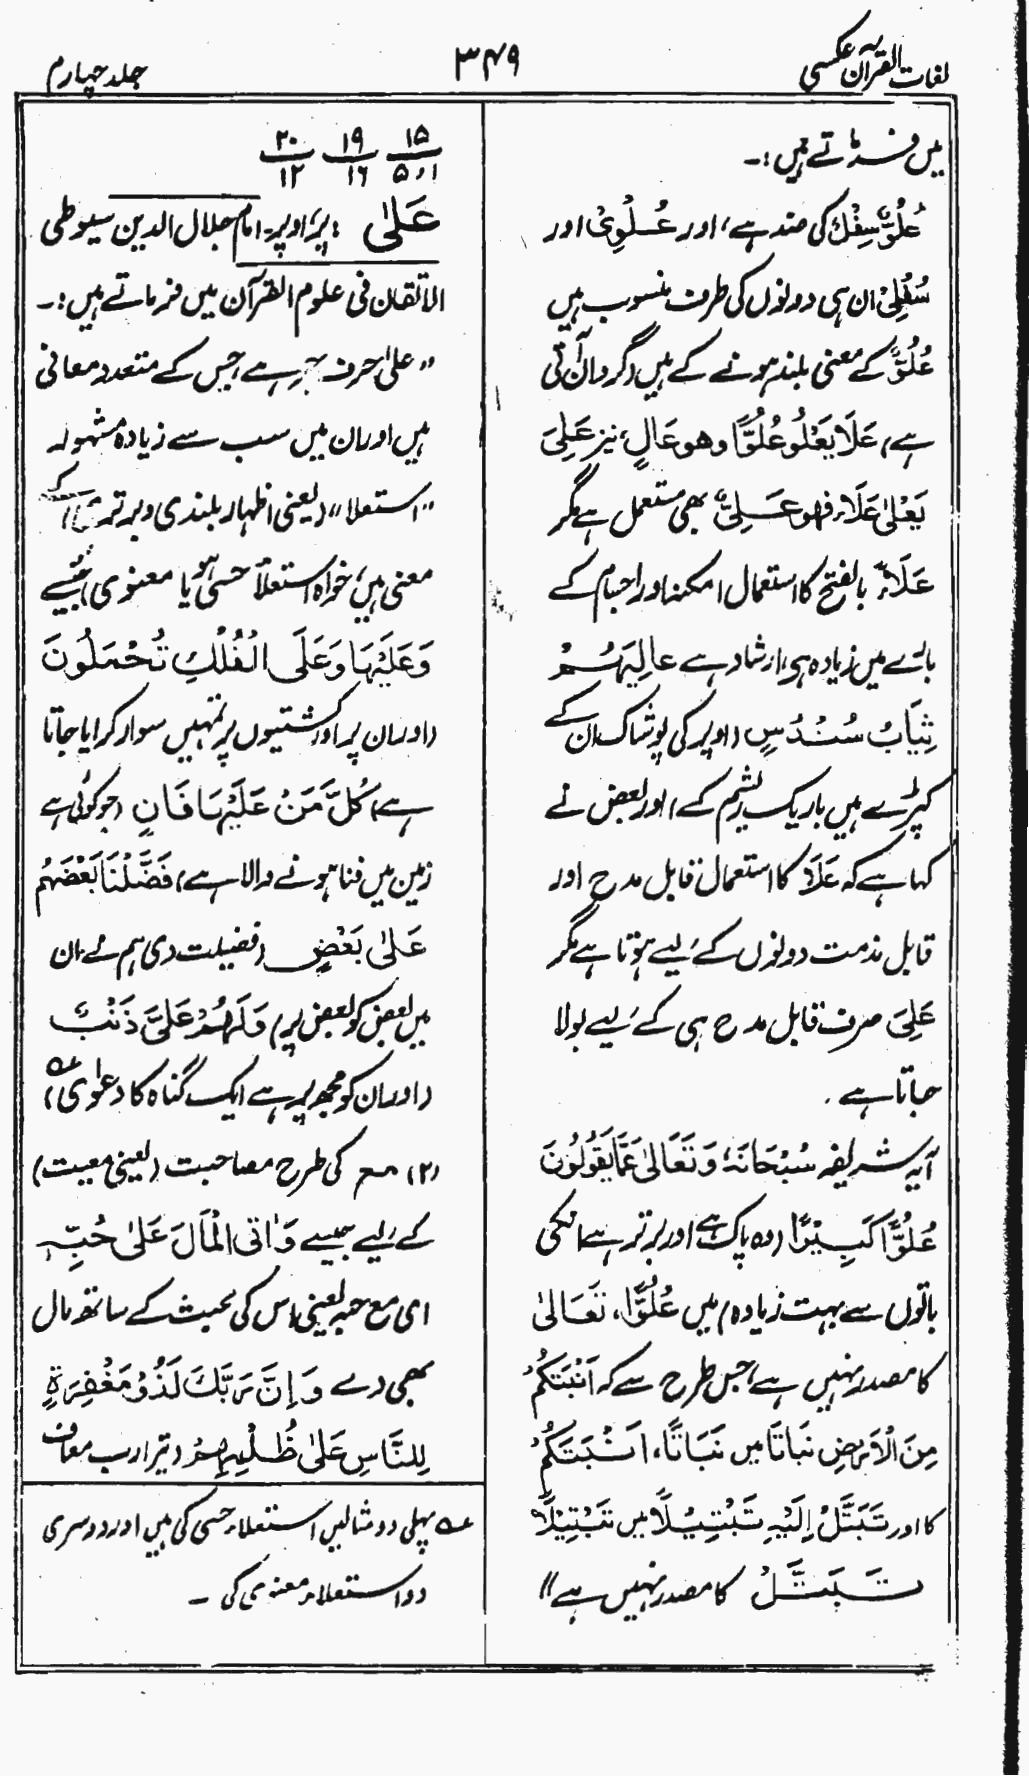 لغات القرآن عکسی
۳۴۹
جلد چہارم
میں فرماتے ہیں :۔
عُلُوٌّ سِفْلٌ کی ضد ہے، اور عُلْوِیْ اور
سُفْلِیْ ان ہی دونوں کی طرف منسوب ہیں
عُلُوٌّ کے معنی بلند ہونے کے ہیں (گردان آتی
ہے) عَلَا یَعْلُو عُلُوًّا وھو عَالٍ، نیز عَلِیَ
یَعْلیٰ عَلَاءً فھو عَلِیٌّ بھی مستعمل ہے مگر
عَلَاءٌ بالفتح کا استعمال امکنہ اور اجسام کے
بارے میں زیادہ ہی، ارشاد ہے عالِیَہُمْ
ثِیَابُ سُنْدُسٍ (اوپر کی پوشاک ان کے
کپڑے ہیں باریک ریشم کے) اور بعض نے
کہا ہے کہ عَلَا کا استعمال قابل مدح اور
قابل مذمت دونوں کے لیے ہوتا ہے مگر
عَلِیَ صرف قابل مدح ہی کے لیے بولا
جاتا ہے۔
آیہ شریفہ سُبْحَانَہٗ وَتَعَالیٰ عَمَّا یَقُولُونَ
عُلُوًّا کَبِیْرًا (وہ پاک ہے اور برتر ہے انکی
باتوں سے بہت زیادہ) میں عُلُوًّا، تَعَالیٰ
کا مصدر نہیں ہے، جس طرح سے کہ اَنْبَتَکُمْ
مِنَ الْاَرْضِ نَبَاتًا میں نَبَاتًا، اَنْبَتَکُمْ
کا اور تَبَتَّلْ اِلَیْہِ تَبْتِیْلًا میں تَبْتِیْلًا
تَبَتَّلْ کا مصدر نہیں ہے"
۱۵ ۱۹ ۲۰
۱،۵ ۱۶ ۱۲
عَلیٰ : پر، اوپر۔ امام جلال الدین سیوطی
الاتقان فی علوم القرآن میں فرماتے ہیں :۔
"علیٰ حرف جر ہے، جس کے متعدد معانی
ہیں اور ان میں سب سے زیادہ مشہور
"استعلا" (یعنی اظہار بلندی و برتری) کے
معنی ہیں، خواہ استعلاً حسی ہو یا معنوی، جیسے
وَعَلَیْہَا وَعَلَی الْفُلْکِ تُحْمَلُونَ
(اور ان پر اور کشتیوں پر تمہیں سوار کرایا جاتا
ہے) کُلُّ مَنْ عَلَیْہَا فَانٍ (جو کوئی ہے
زمین میں فنا ہونے والا ہے) فَضَّلْنَا بَعْضَہُمْ
عَلیٰ بَعْضٍ (فضیلت دی ہم نے ان
میں بعض کو بعض پر) وَلَہُمْ عَلَیَّ ذَنْبٌ
(اور ان کو مجھ پر ہے ایک گناہ کا دعوٰی) ؎
(۲) مع کی طرح مصاحبت (یعنی معیت)
کے لیے جیسے وَاٰتَی الْمَالَ عَلیٰ حُبِّہٖ
ای مع حبہ یعنی اس کی محبت کے ساتھ مال
بھی دے وَاِنَّ رَبَّکَ لَذُوْ مَغْفِرَۃٍ
لِلنَّاسِ عَلیٰ ظُلْمِہِمْ (تیرا رب معاف
؎ پہلی دو مثالیں استعلاء حسی کی ہیں اور دوسری
دو استعلاء معنوی کی ۔